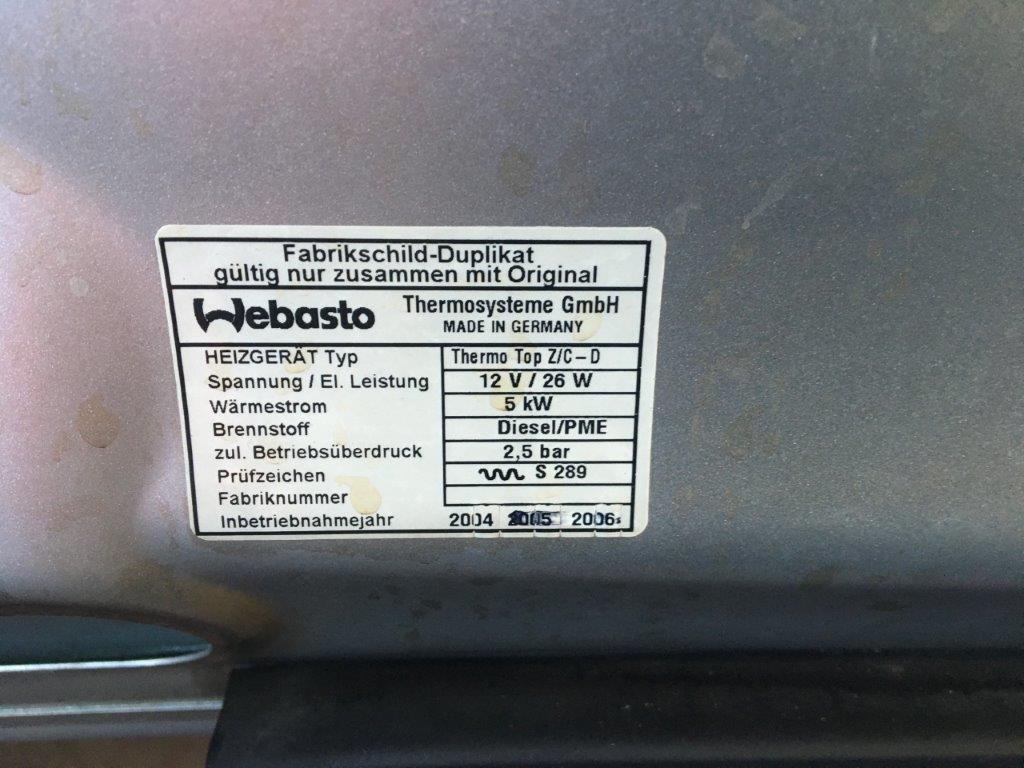 Fabrikschild-Duplikat
gültig nur zusammen mit Original
Webasto Thermosysteme GmbH
MADE IN GERMANY
HEIZGERÄT Typ Thermo Top Z/C – D
Spannung / El. Leistung 12 V / 26 W
Wärmestrom 5 kW
Brennstoff Diesel/PME
zul. Betriebsüberdruck 2,5 bar
Prüfzeichen S 289
Fabriknummer
Inbetriebnahmejahr 2004 2005 2006